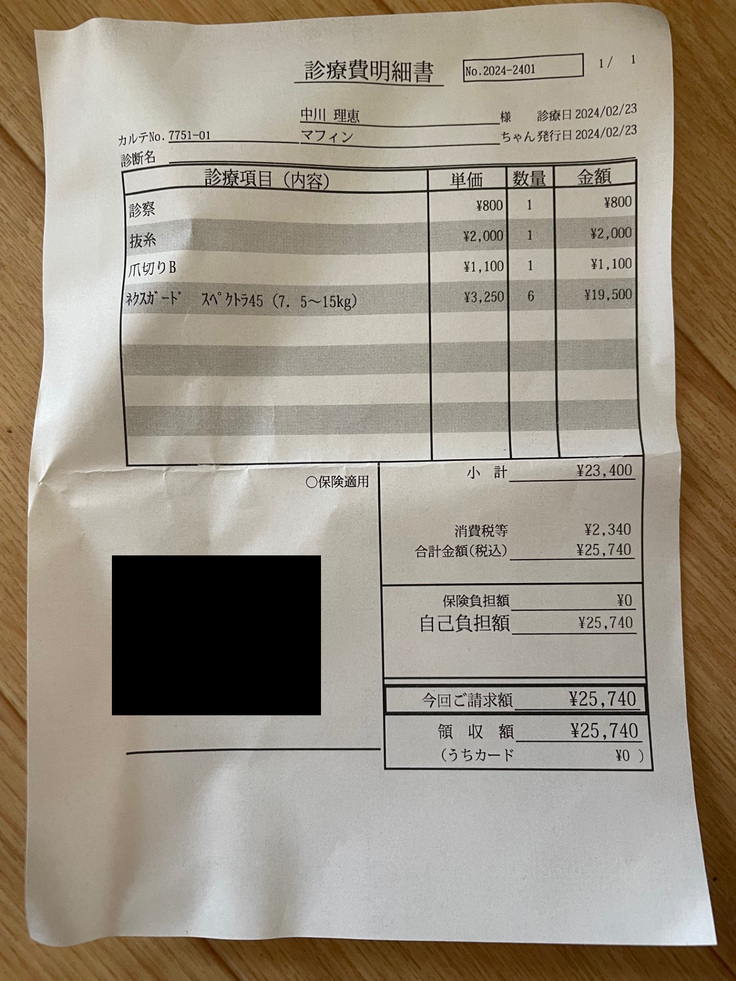 診療費明細書 No.2024-2401 1/ 1
中川 理恵 様 診療日 2024/02/23
カルテNo. 7751-01 マフィン ちゃん 発行日 2024/02/23
診断名
診療項目（内容） 単価 数量 金額
診察 ¥800 1 ¥800
抜糸 ¥2,000 1 ¥2,000
爪切りB ¥1,100 1 ¥1,100
ﾈｸｽｶﾞｰﾄﾞ ｽﾍﾟｸﾄﾗ45（7．5～15kg） ¥3,250 6 ¥19,500
小 計 ¥23,400
○保険適用
消費税等 ¥2,340
合計金額(税込) ¥25,740
保険負担額 ¥0
自己負担額 ¥25,740
今回ご請求額 ¥25,740
領 収 額 ¥25,740
（うちカード ¥0 ）